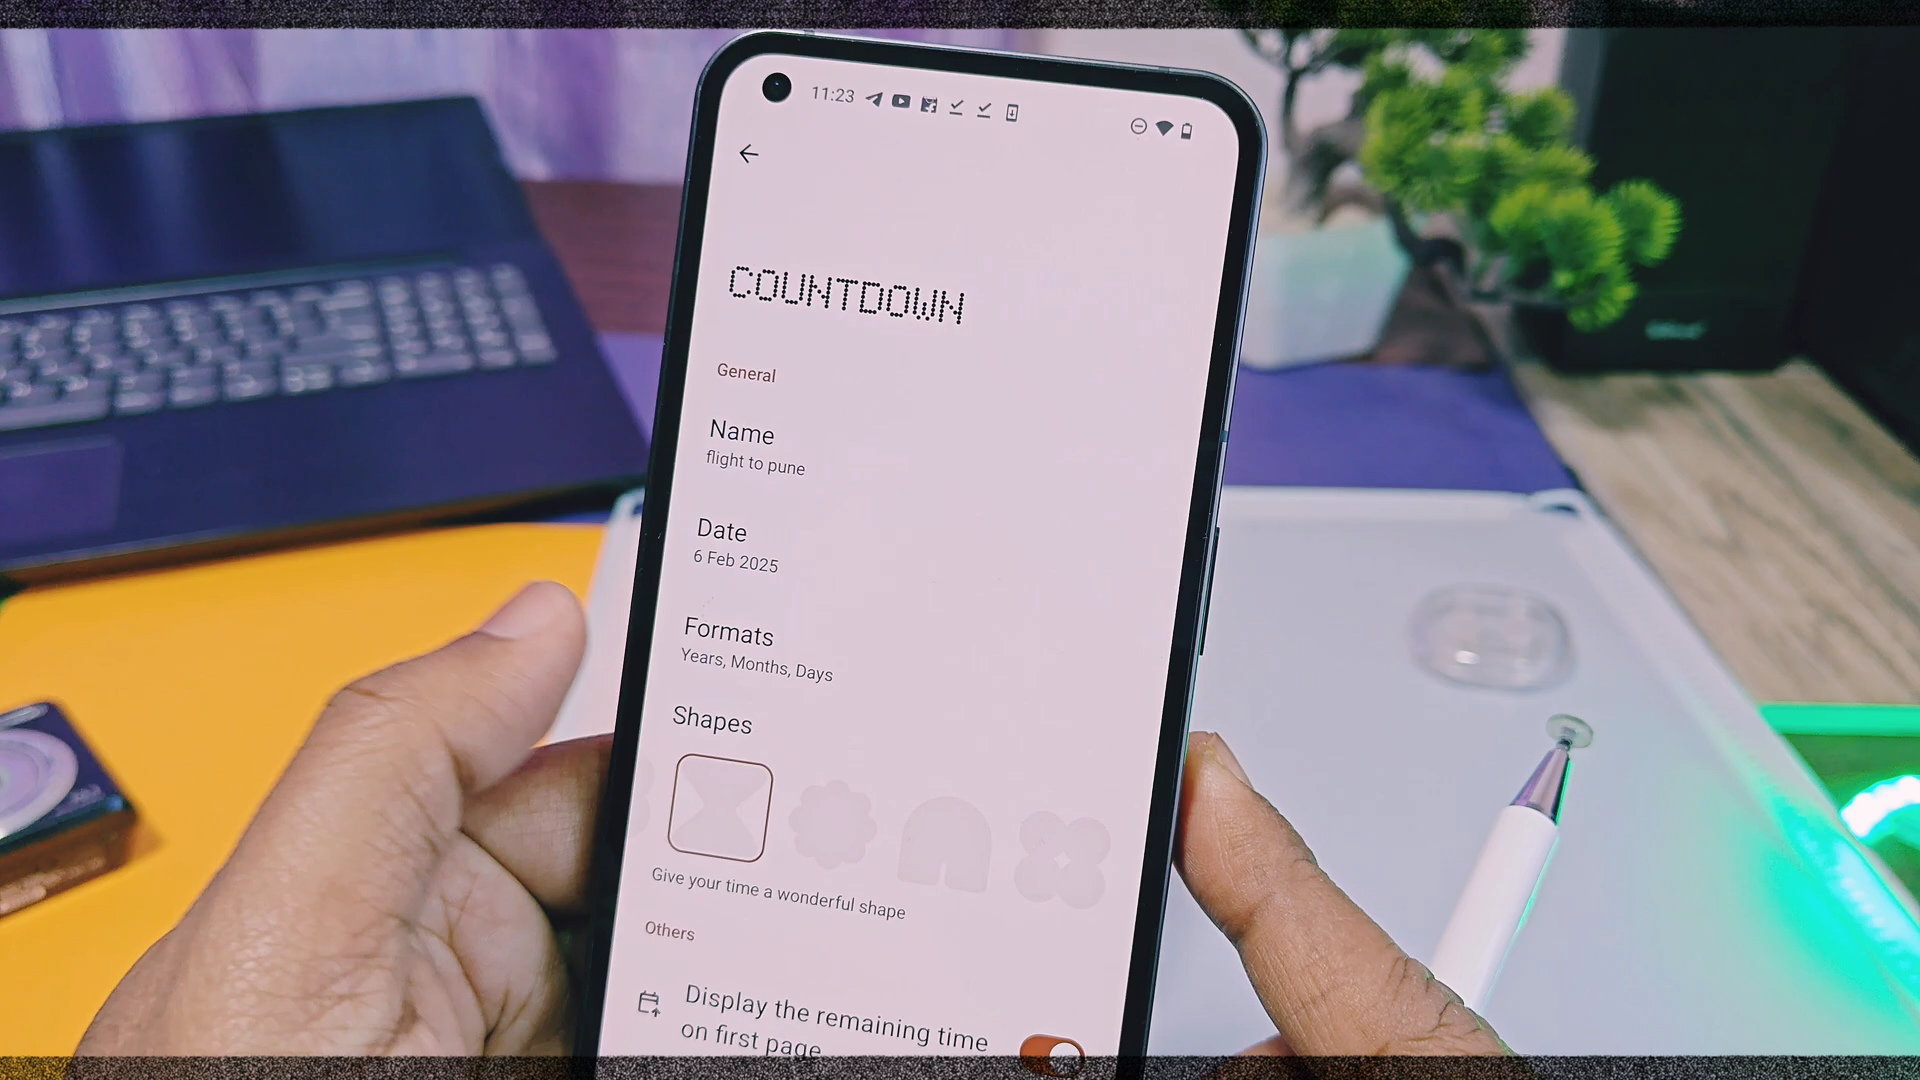 11:23
COUNTDOWN
General
Name
flight to pune
Date
6 Feb 2025
Formats
Years, Months, Days
Shapes
Give your time a wonderful shape
Others
Display the remaining time
on first page